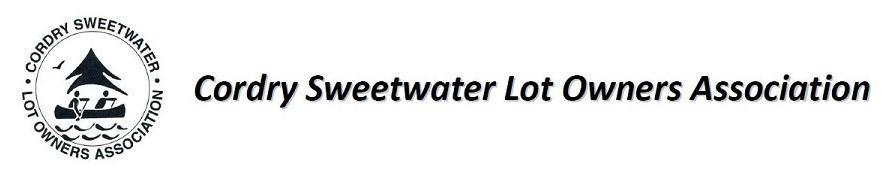 CORDRY SWEETWATER
LOT OWNERS ASSOCIATION
Cordry Sweetwater Lot Owners Association